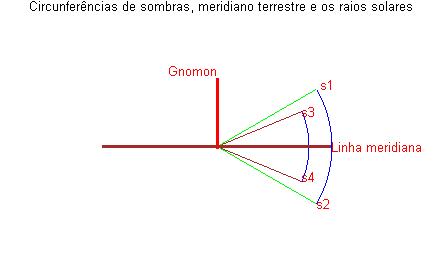 Circunferências de sombras, meridiano terrestre e os raios solares
Gnomon
s1
s3
Linha meridiana
s4
s2